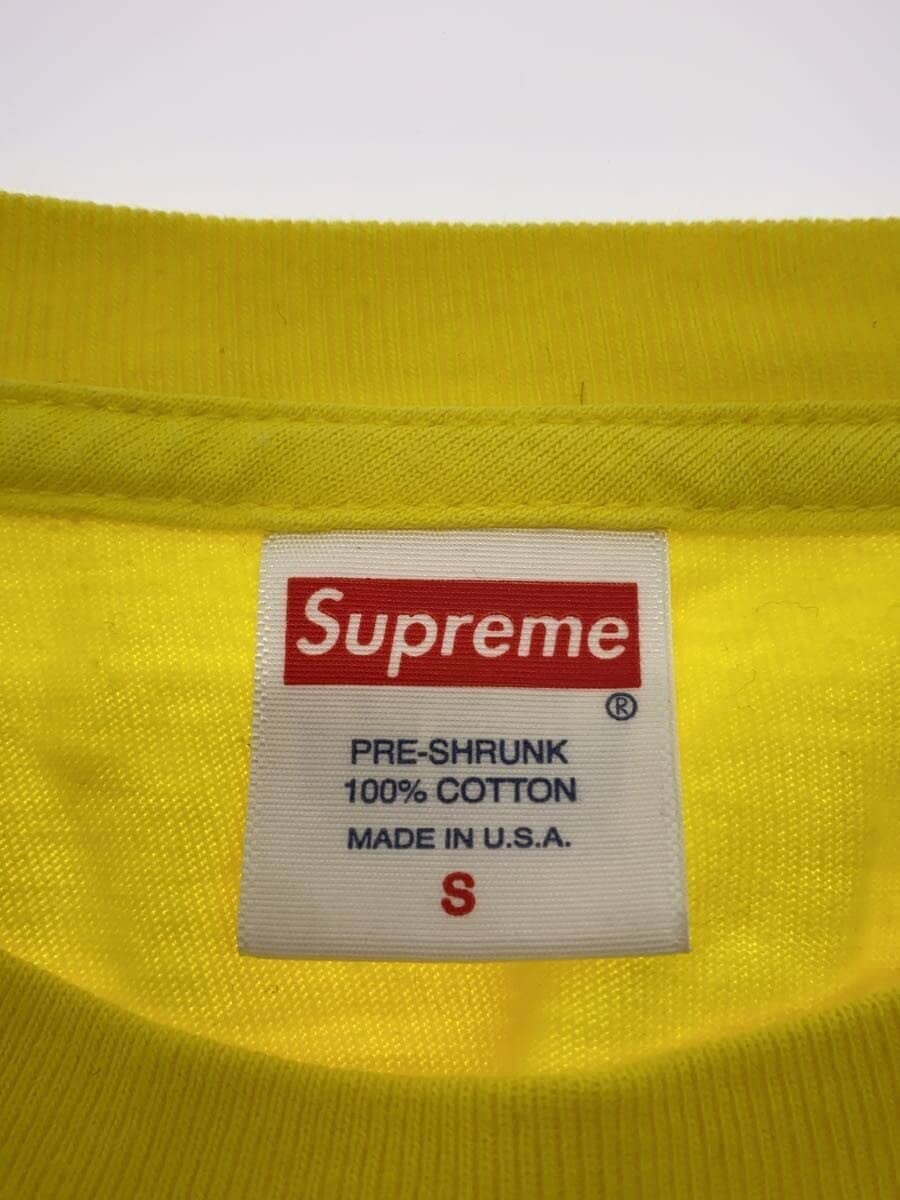 Supreme
®
PRE-SHRUNK
100% COTTON
MADE IN U.S.A.
S